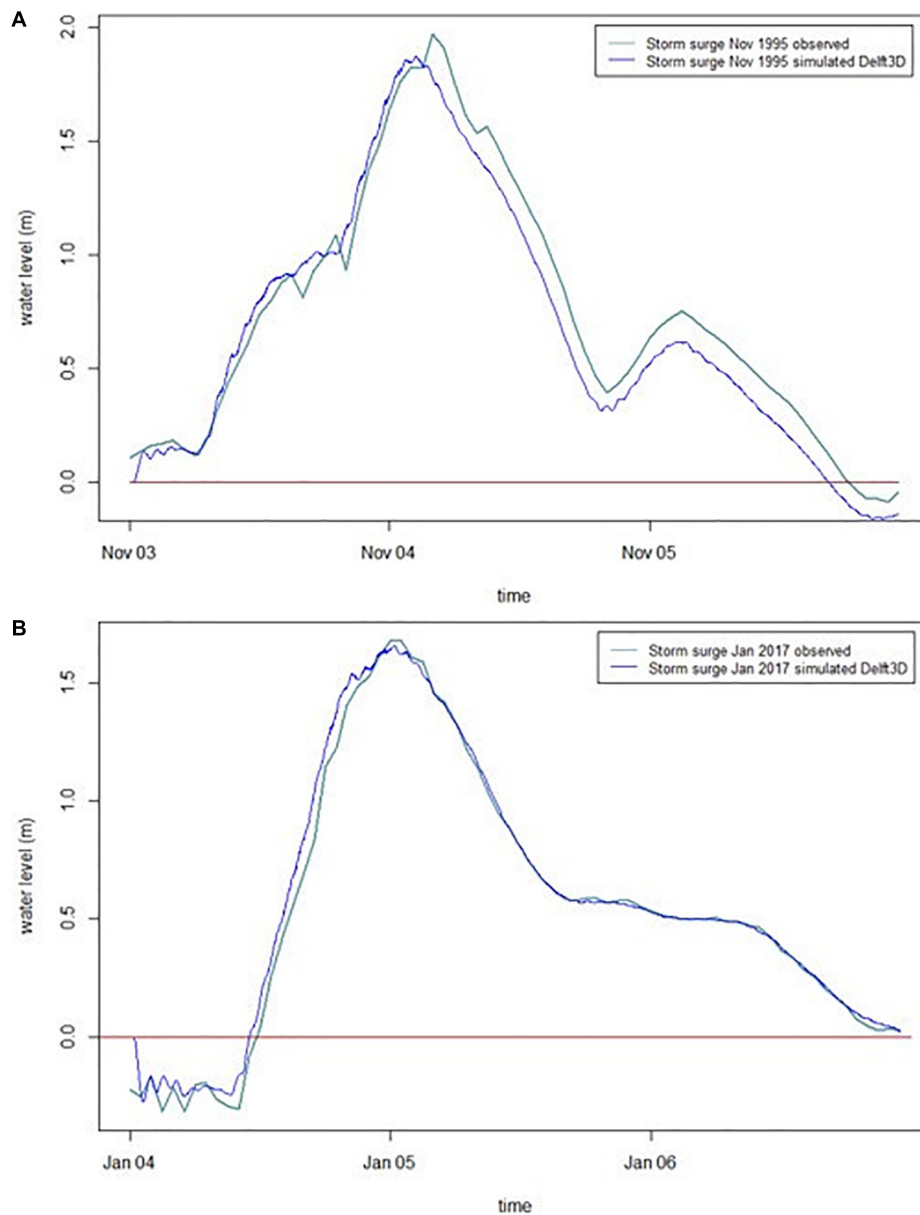 A
Storm surge Nov 1995 observed
Storm surge Nov 1995 simulated Delft3D
water level (m)
2.0
1.5
1.0
0.5
0.0
Nov 03
Nov 04
Nov 05
time
B
Storm surge Jan 2017 observed
Storm surge Jan 2017 simulated Delft3D
water level (m)
1.5
1.0
0.5
0.0
Jan 04
Jan 05
Jan 06
time